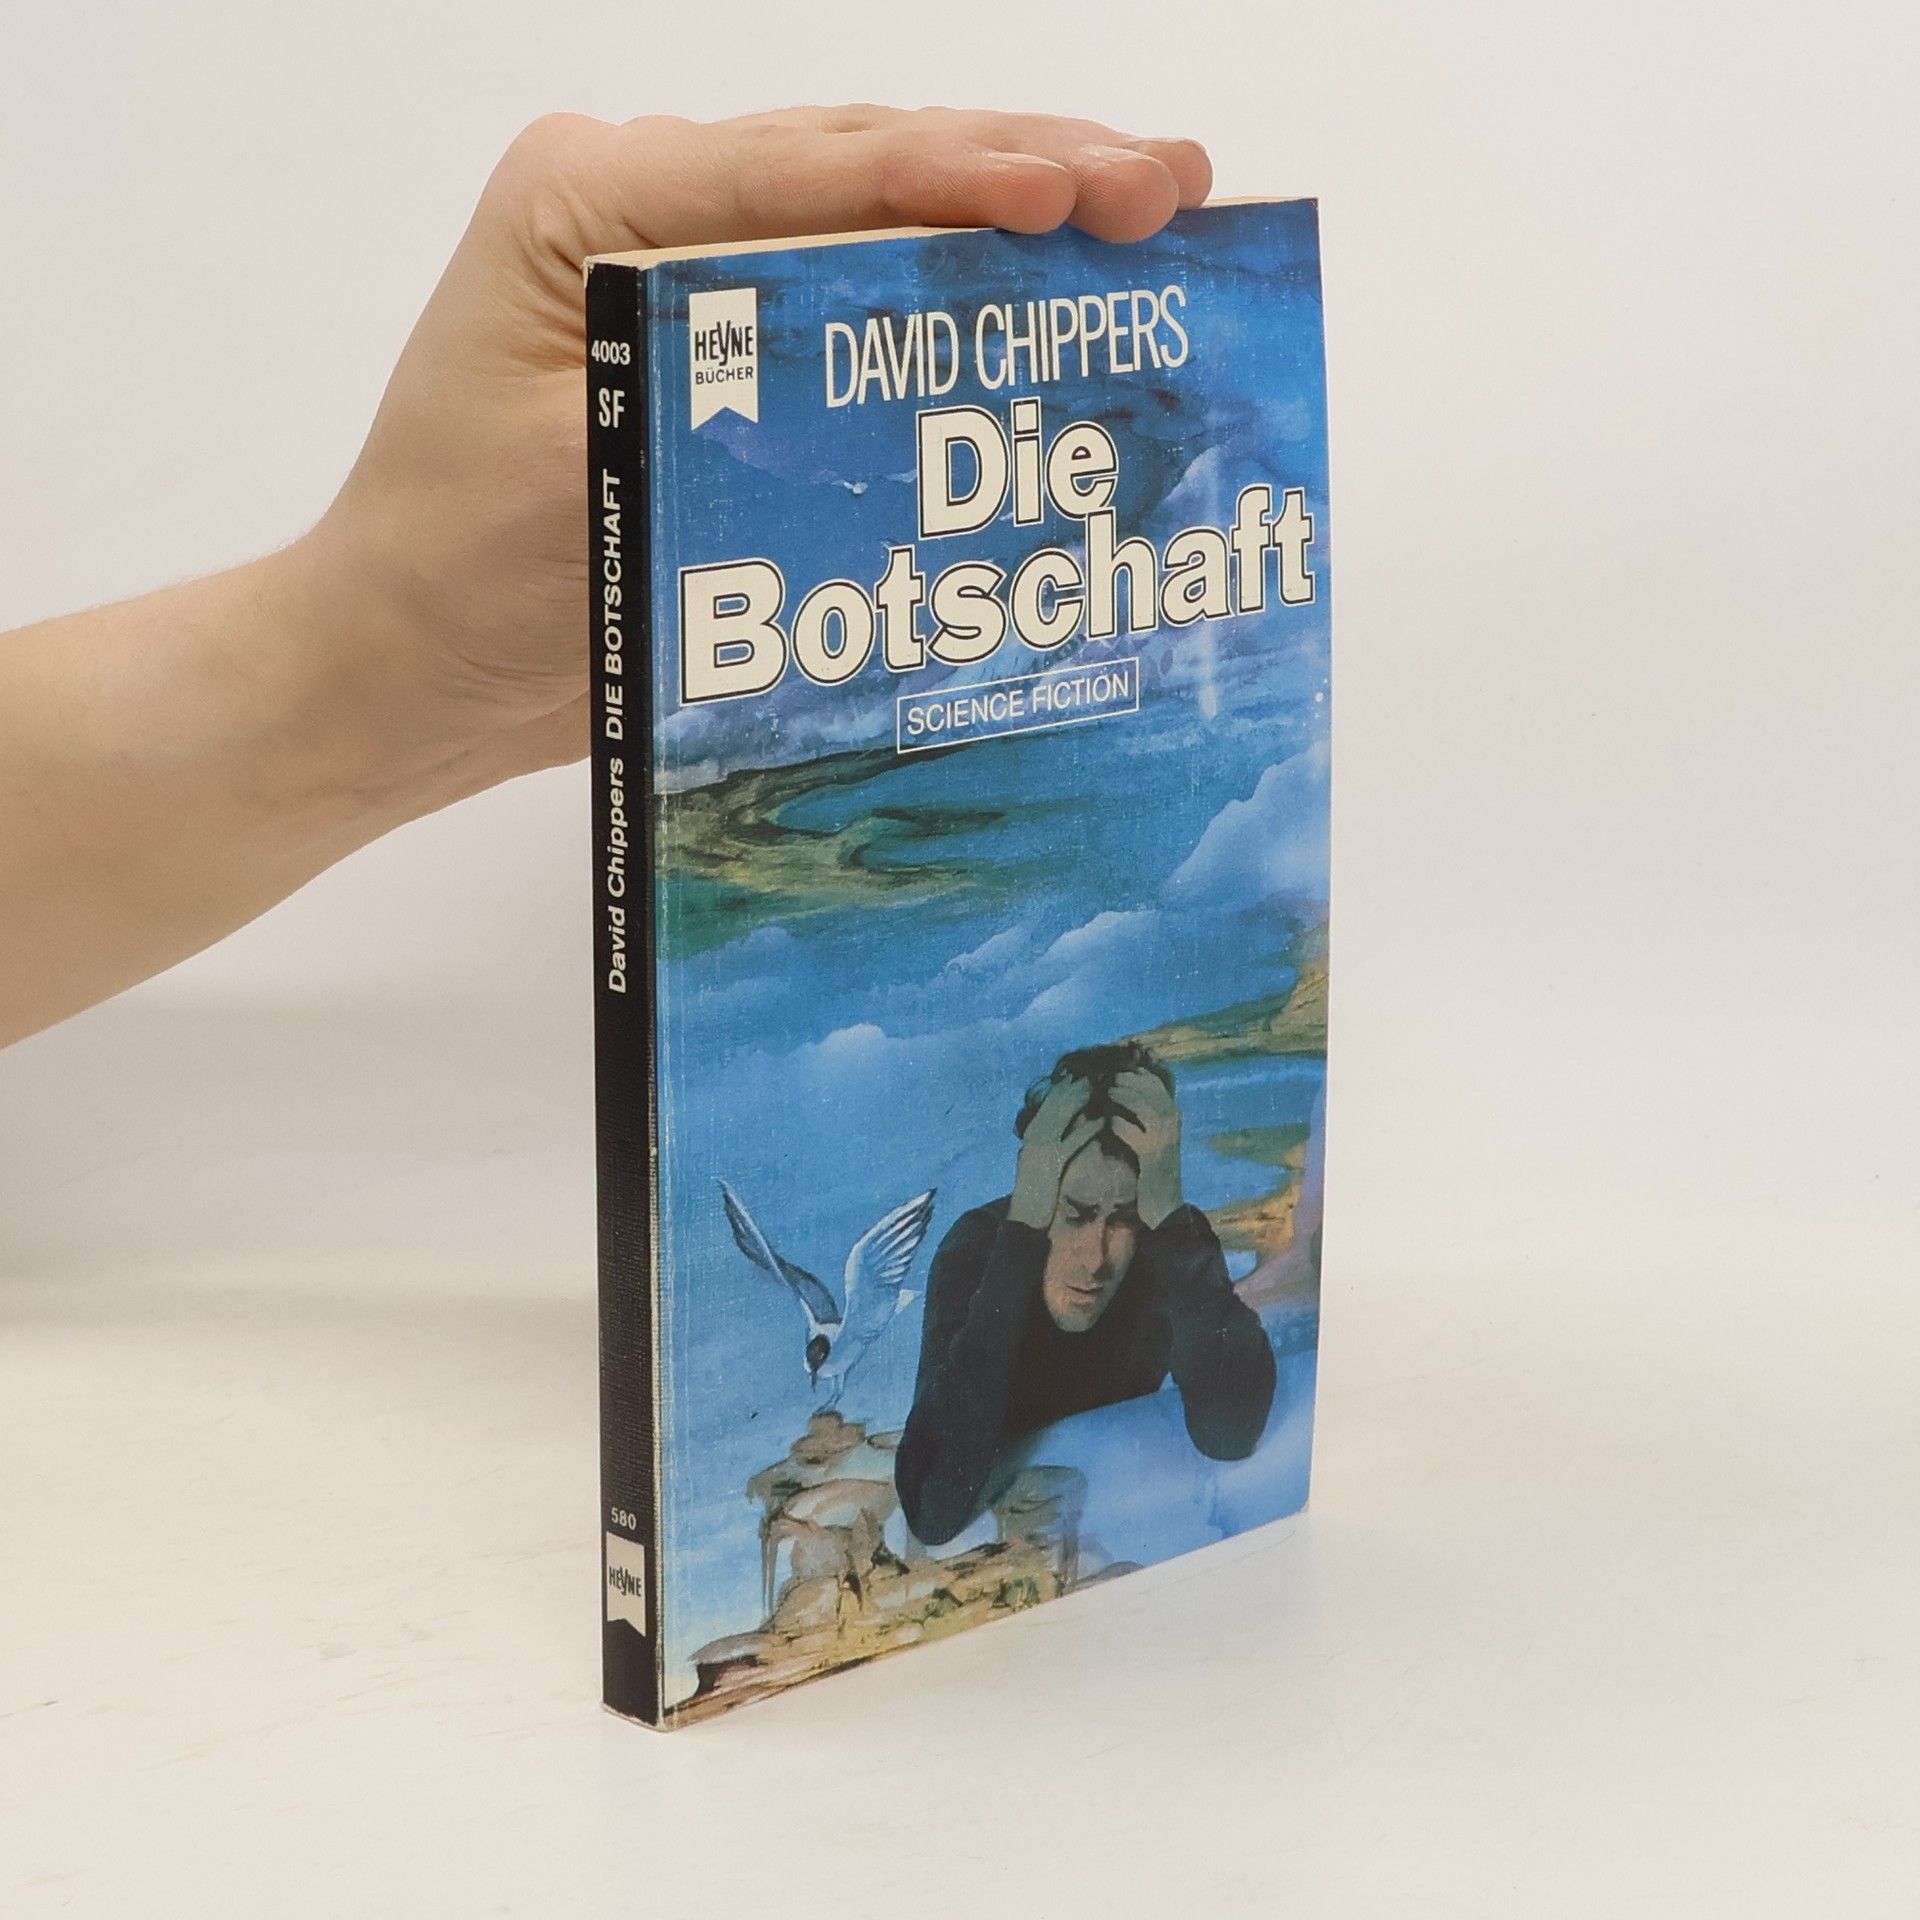 HEYNE
BÜCHER
DAVID CHIPPERS
Die
Botschaft
SCIENCE FICTION
4003
SF
David Chippers DIE BOTSCHAFT
580
HEYNE